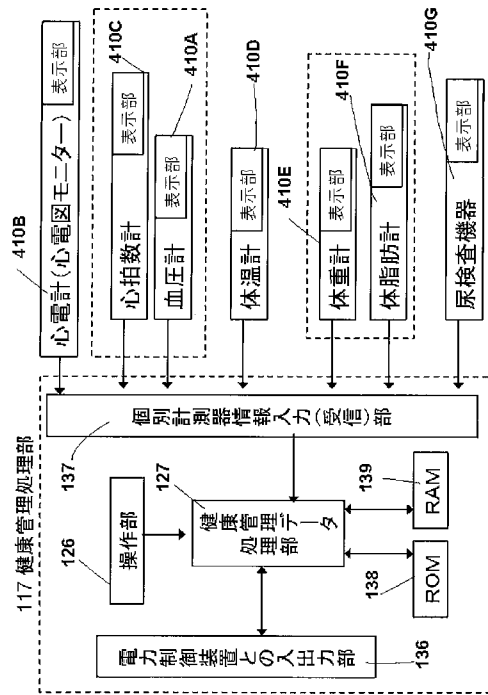 117 健康管理処理部
電力制御装置との入出力部
136
操作部
126
健康管理データ
処理部
127
ROM
138
RAM
139
個別計測器情報入力(受信)部
137
心電計(心電図モニター)
表示部
410B
心拍数計
表示部
410C
血圧計
表示部
410A
体温計
表示部
410D
体重計
表示部
410E
体脂肪計
表示部
410F
尿検査機器
表示部
410G